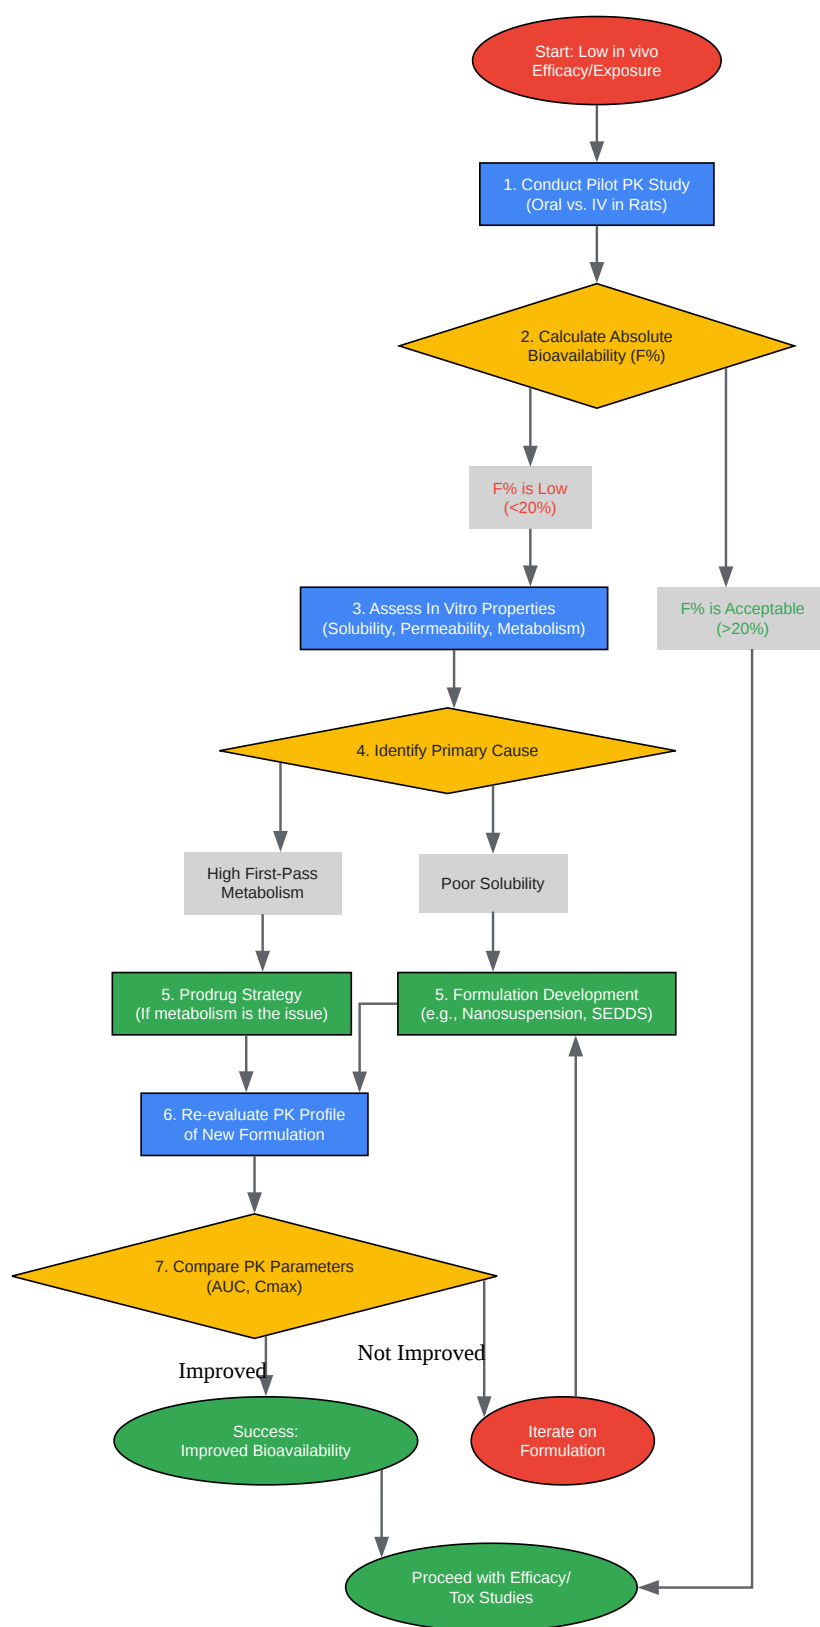 Start: Low in vivo
Efficacy/Exposure
1. Conduct Pilot PK Study
(Oral vs. IV in Rats)
2. Calculate Absolute
Bioavailability (F%)
F% is Low
(<20%)
3. Assess In Vitro Properties
(Solubility, Permeability, Metabolism)
F% is Acceptable
(>20%)
4. Identify Primary Cause
High First-Pass
Metabolism
Poor Solubility
5. Prodrug Strategy
(If metabolism is the issue)
5. Formulation Development
(e.g., Nanosuspension, SEDDS)
6. Re-evaluate PK Profile
of New Formulation
7. Compare PK Parameters
(AUC, Cmax)
Improved
Not Improved
Success:
Improved Bioavailability
Iterate on
Formulation
Proceed with Efficacy/
Tox Studies